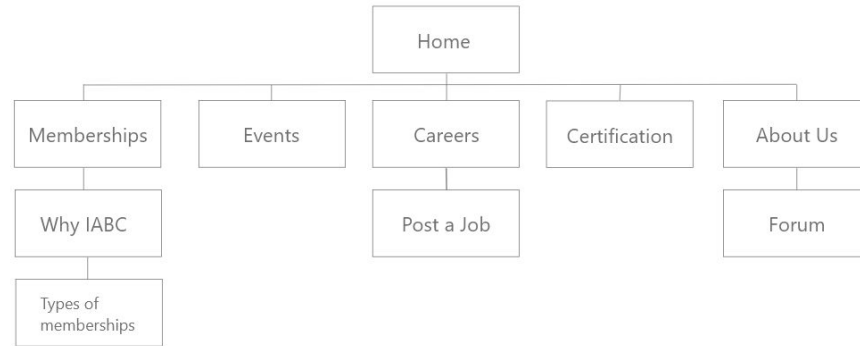 Home
Memberships
Events
Careers
Certification
About Us
Why IABC
Post a Job
Forum
Types of
memberships